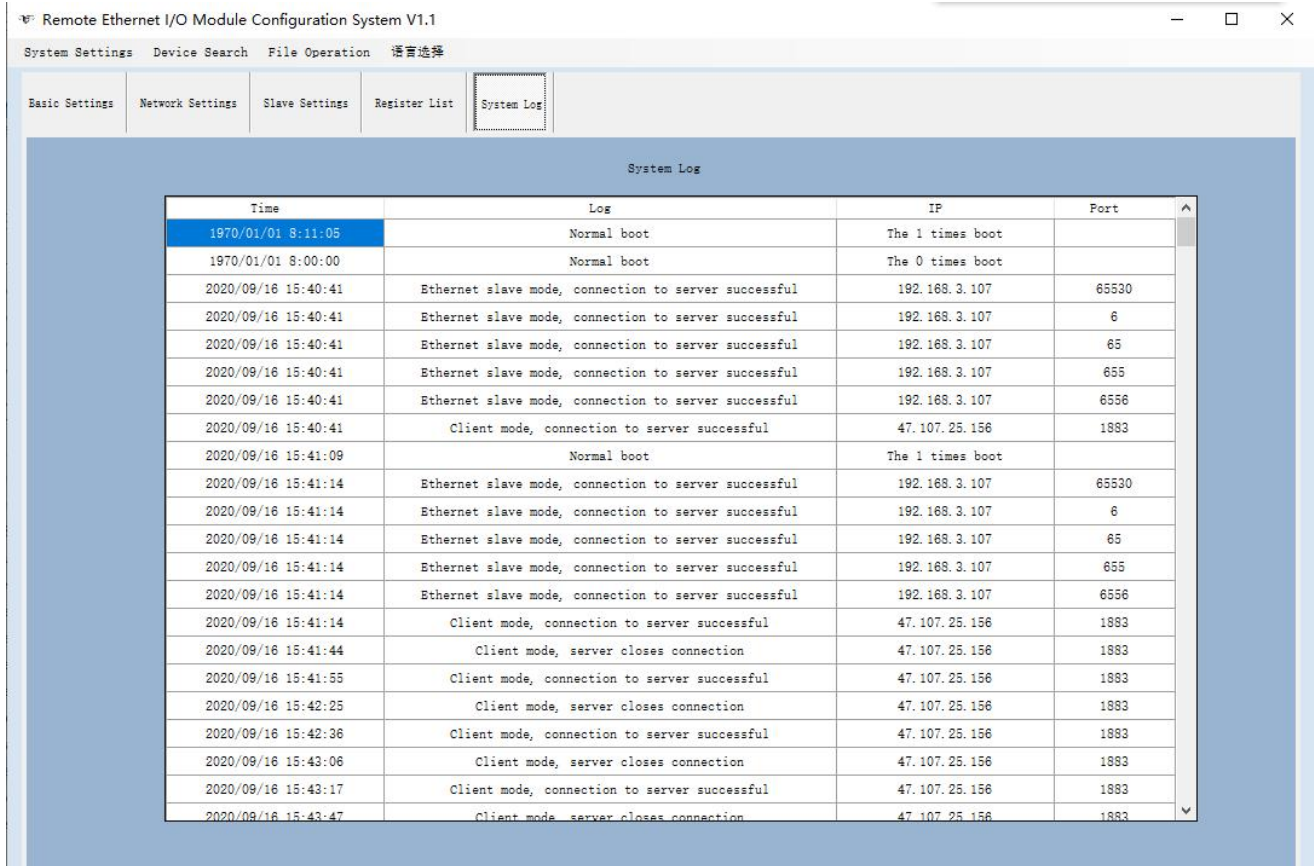 Remote Ethernet I/O Module Configuration System V1.1
System Settings Device Search File Operation 语言选择
Basic Settings Network Settings Slave Settings Register List System Log
System Log
Time Log IP Port
1970/01/01 8:11:05 Normal boot The 1 times boot
1970/01/01 8:00:00 Normal boot The 0 times boot
2020/09/16 15:40:41 Ethernet slave mode, connection to server successful 192.168.3.107 65530
2020/09/16 15:40:41 Ethernet slave mode, connection to server successful 192.168.3.107 6
2020/09/16 15:40:41 Ethernet slave mode, connection to server successful 192.168.3.107 65
2020/09/16 15:40:41 Ethernet slave mode, connection to server successful 192.168.3.107 655
2020/09/16 15:40:41 Ethernet slave mode, connection to server successful 192.168.3.107 6556
2020/09/16 15:40:41 Client mode, connection to server successful 47.107.25.156 1883
2020/09/16 15:41:09 Normal boot The 1 times boot
2020/09/16 15:41:14 Ethernet slave mode, connection to server successful 192.168.3.107 65530
2020/09/16 15:41:14 Ethernet slave mode, connection to server successful 192.168.3.107 6
2020/09/16 15:41:14 Ethernet slave mode, connection to server successful 192.168.3.107 65
2020/09/16 15:41:14 Ethernet slave mode, connection to server successful 192.168.3.107 655
2020/09/16 15:41:14 Ethernet slave mode, connection to server successful 192.168.3.107 6556
2020/09/16 15:41:14 Client mode, connection to server successful 47.107.25.156 1883
2020/09/16 15:41:44 Client mode, server closes connection 47.107.25.156 1883
2020/09/16 15:41:55 Client mode, connection to server successful 47.107.25.156 1883
2020/09/16 15:42:25 Client mode, server closes connection 47.107.25.156 1883
2020/09/16 15:42:36 Client mode, connection to server successful 47.107.25.156 1883
2020/09/16 15:43:06 Client mode, server closes connection 47.107.25.156 1883
2020/09/16 15:43:17 Client mode, connection to server successful 47.107.25.156 1883
2020/09/16 15:43:47 Client mode, server closes connection 47.107.25.156 1883